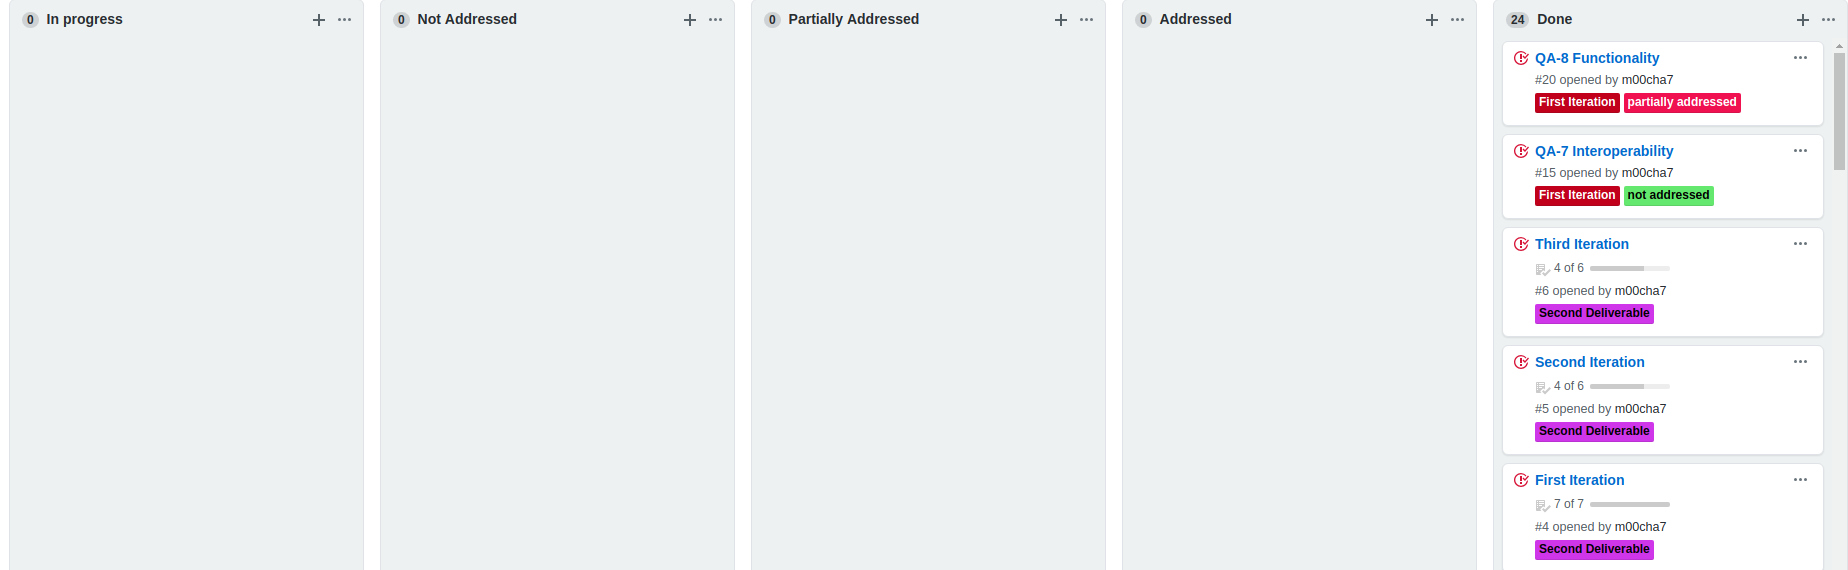 0 In progress
0 Not Addressed
0 Partially Addressed
0 Addressed
24 Done
QA-8 Functionality
#20 opened by m00cha7
First Iteration partially addressed
QA-7 Interoperability
#15 opened by m00cha7
First Iteration not addressed
Third Iteration
4 of 6
#6 opened by m00cha7
Second Deliverable
Second Iteration
4 of 6
#5 opened by m00cha7
Second Deliverable
First Iteration
7 of 7
#4 opened by m00cha7
Second Deliverable